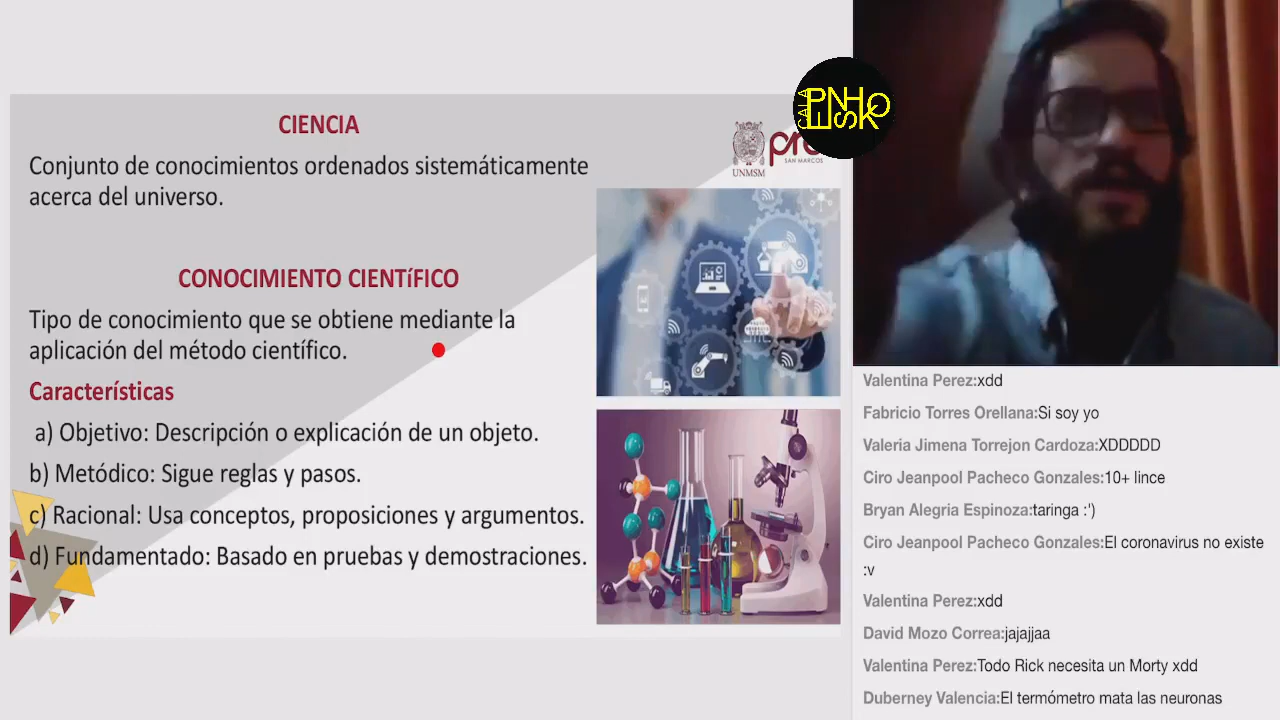 CIENCIA
Conjunto de conocimientos ordenados sistemáticamente
acerca del universo.
UNMSM
pre
SAN MARCOS
CALA
PENHSKO
CONOCIMIENTO CIENTíFICO
Tipo de conocimiento que se obtiene mediante la
aplicación del método científico.
Características
a) Objetivo: Descripción o explicación de un objeto.
b) Metódico: Sigue reglas y pasos.
c) Racional: Usa conceptos, proposiciones y argumentos.
d) Fundamentado: Basado en pruebas y demostraciones.
Valentina Perez:xdd
Fabricio Torres Orellana:Si soy yo
Valeria Jimena Torrejon Cardoza:XDDDDD
Ciro Jeanpool Pacheco Gonzales:10+ lince
Bryan Alegria Espinoza:taringa :')
Ciro Jeanpool Pacheco Gonzales:El coronavirus no existe
:v
Valentina Perez:xdd
David Mozo Correa:jajajjaa
Valentina Perez:Todo Rick necesita un Morty xdd
Duberney Valencia:El termómetro mata las neuronas